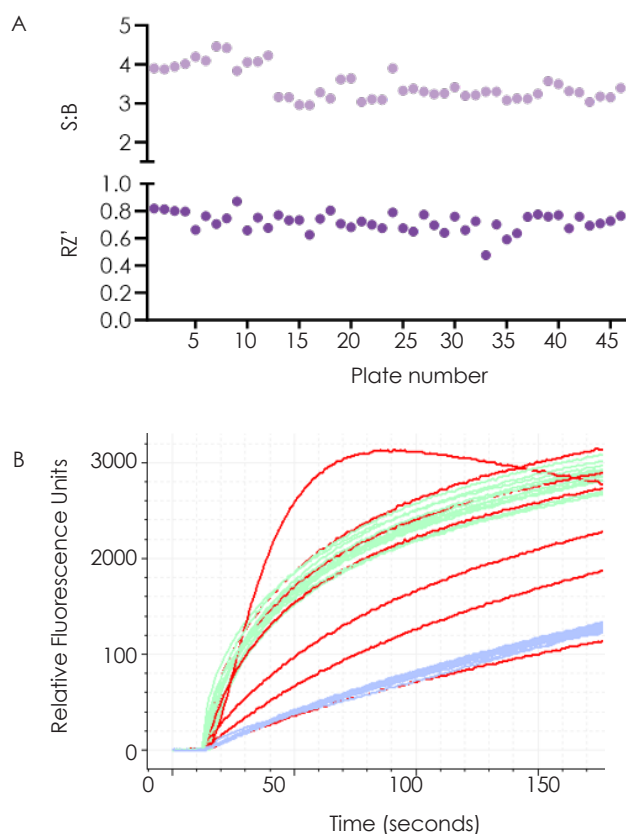 A
5
4
3
2
S:B
1.0
0.8
0.6
0.4
0.2
0.0
RZ'
5 10 15 20 25 30 35 40 45
Plate number
B
3000
2000
100
0
Relative Fluorescence Units
0 50 100 150
Time (seconds)